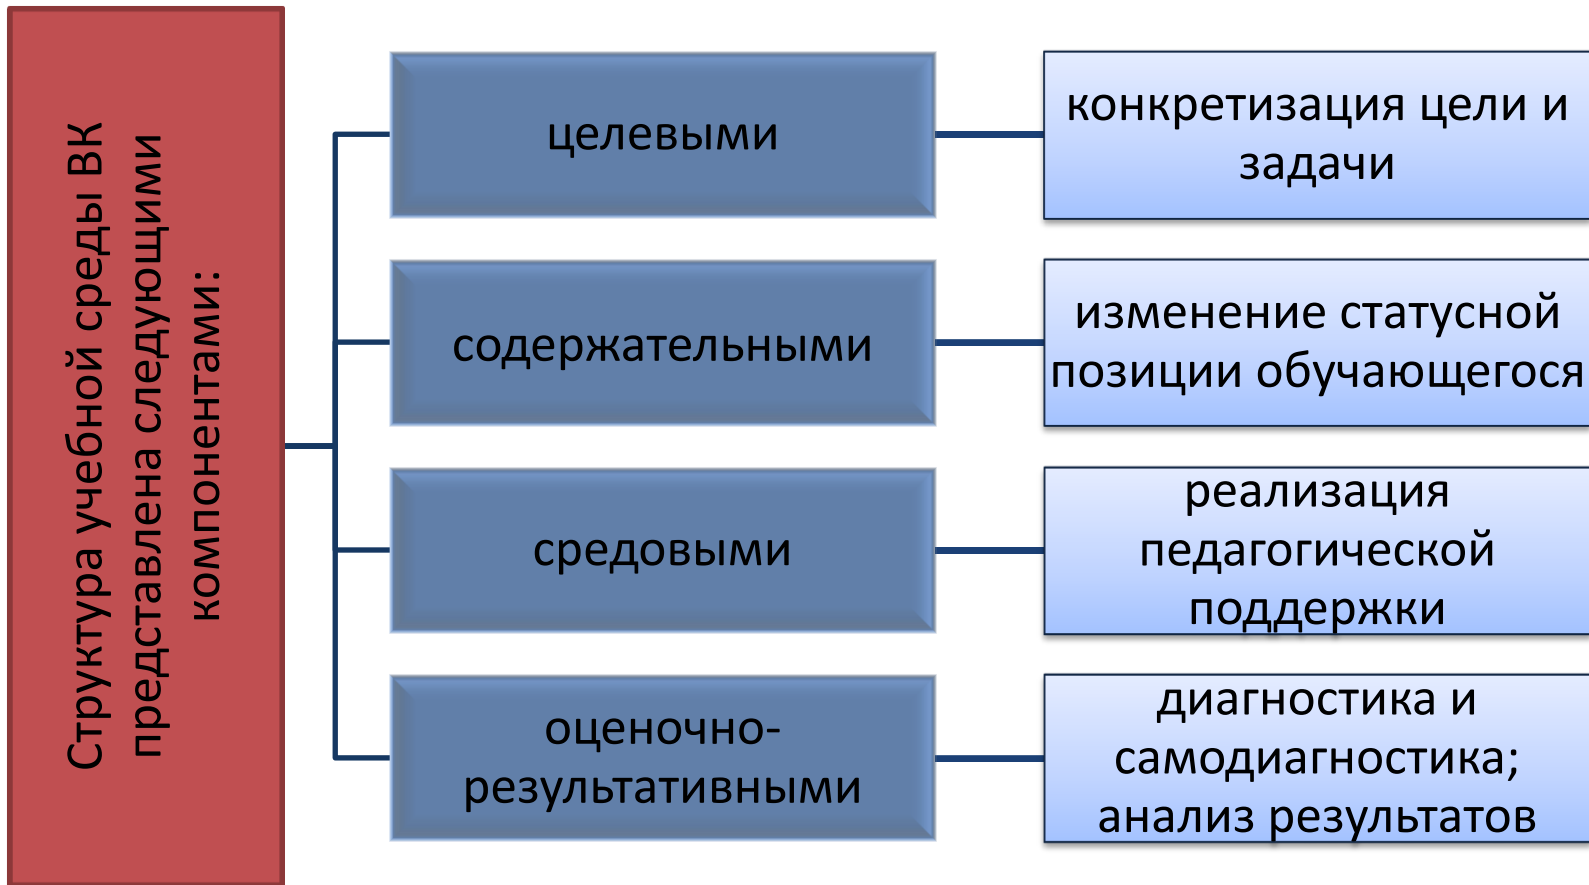 Структура учебной среды ВК
представлена следующими
компонентами:
целевыми
конкретизация цели и
задачи
содержательными
изменение статусной
позиции обучающегося
средовыми
реализация
педагогической
поддержки
оценочно-
результативными
диагностика и
самодиагностика;
анализ результатов